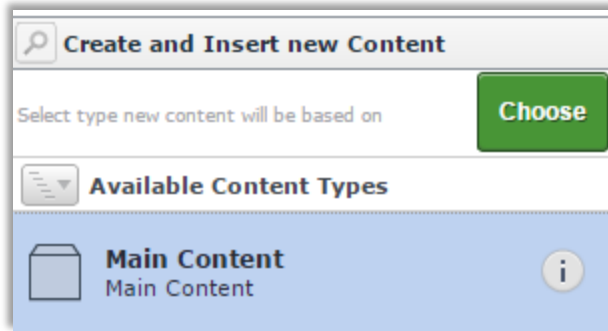 Create and Insert new Content
Select type new content will be based on
Choose
Available Content Types
Main Content
Main Content
i